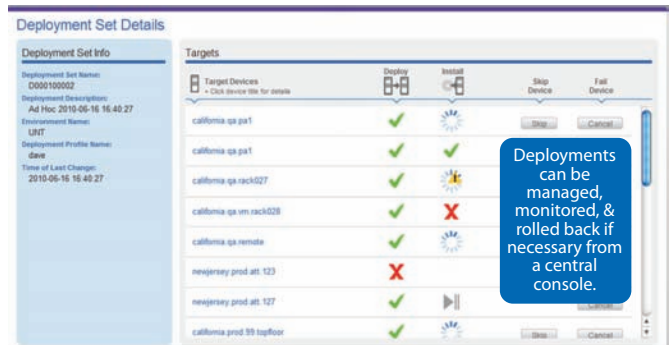 Deployment Set Details
Deployment Set Info
Deployment Set Name:
D000100002
Deployment Description:
Ad Hoc 2010-06-16 16:40:27
Environment Name:
UNT
Deployment Profile Name:
dave
Time of Last Change:
2010-06-16 16:40:27
Targets
Target Devices
• Click device title for details
Deploy
Install
Skip Device
Fail Device
california.qa.pa1
Skip
Cancel
california.qa.pa1
california.qa.rack027
california.qa.vm.rack028
california.qa.remote
newjersey.prod.att.123
newjersey.prod.att.127
Cancel
california.prod.99.topfloor
Skip
Cancel
Deployments
can be
managed,
monitored, &
rolled back if
necessary from
a central
console.